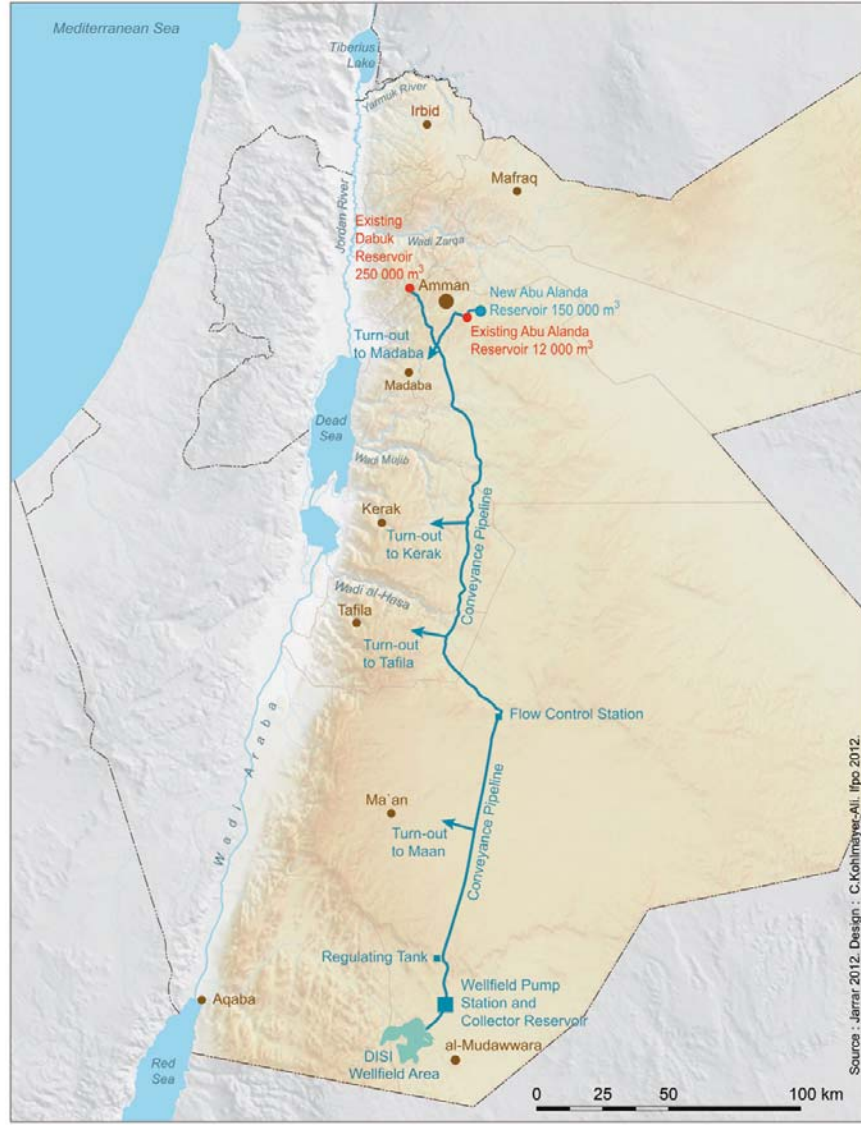 Mediterranean Sea
Tiberius
Lake
Yarmuk River
Irbid
Mafraq
Jordan River
Existing
Dabuk
Reservoir
250 000 m³
Wadi Zarqa
Amman
New Abu Alanda
Reservoir 150 000 m³
Existing Abu Alanda
Reservoir 12 000 m³
Turn-out
to Madaba
Madaba
Dead
Sea
Wadi Mujib
Kerak
Turn-out
to Kerak
Conveyance Pipeline
Wadi al-Hasa
Tafila
Turn-out
to Tafila
Flow Control Station
Wadi Araba
Ma`an
Turn-out
to Maan
Conveyance Pipeline
Regulating Tank
Wellfield Pump
Station and
Collector Reservoir
Aqaba
al-Mudawwara
DISI
Wellfield Area
Red
Sea
0 25 50 100 km
Source : Jarrar 2012. Design : C.Kohlmayer-Ali. Ifpo 2012.